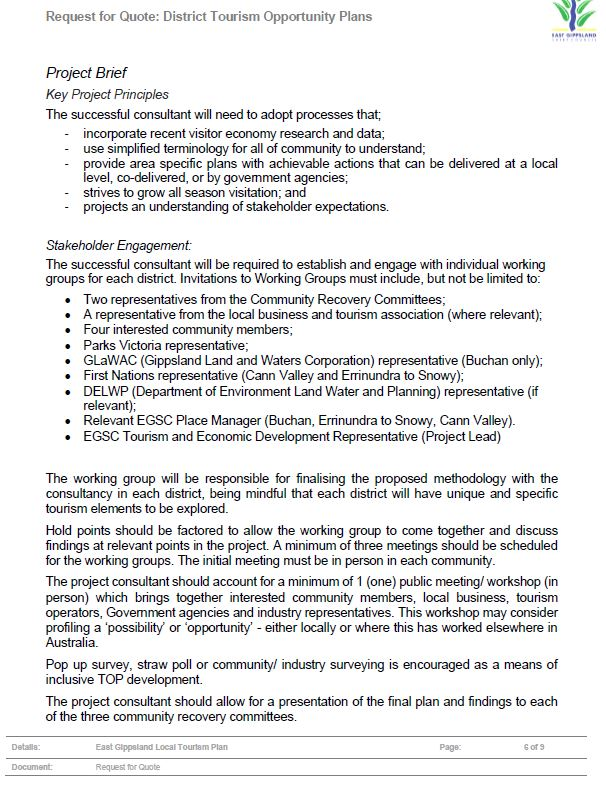 Request for Quote: District Tourism Opportunity Plans
EAST GIPPSLAND
SHIRE COUNCIL
Project Brief
Key Project Principles
The successful consultant will need to adopt processes that;
- incorporate recent visitor economy research and data;
- use simplified terminology for all of community to understand;
- provide area specific plans with achievable actions that can be delivered at a local
level, co-delivered, or by government agencies;
- strives to grow all season visitation; and
- projects an understanding of stakeholder expectations.
Stakeholder Engagement:
The successful consultant will be required to establish and engage with individual working
groups for each district. Invitations to Working Groups must include, but not be limited to:
• Two representatives from the Community Recovery Committees;
• A representative from the local business and tourism association (where relevant);
• Four interested community members;
• Parks Victoria representative;
• GLaWAC (Gippsland Land and Waters Corporation) representative (Buchan only);
• First Nations representative (Cann Valley and Errinundra to Snowy);
• DELWP (Department of Environment Land Water and Planning) representative (if
relevant);
• Relevant EGSC Place Manager (Buchan, Errinundra to Snowy, Cann Valley).
• EGSC Tourism and Economic Development Representative (Project Lead)
The working group will be responsible for finalising the proposed methodology with the
consultancy in each district, being mindful that each district will have unique and specific
tourism elements to be explored.
Hold points should be factored to allow the working group to come together and discuss
findings at relevant points in the project. A minimum of three meetings should be scheduled
for the working groups. The initial meeting must be in person in each community.
The project consultant should account for a minimum of 1 (one) public meeting/ workshop (in
person) which brings together interested community members, local business, tourism
operators, Government agencies and industry representatives. This workshop may consider
profiling a ‘possibility’ or ‘opportunity’ - either locally or where this has worked elsewhere in
Australia.
Pop up survey, straw poll or community/ industry surveying is encouraged as a means of
inclusive TOP development.
The project consultant should allow for a presentation of the final plan and findings to each
of the three community recovery committees.
Details: East Gippsland Local Tourism Plan Page: 6 of 9
Document: Request for Quote